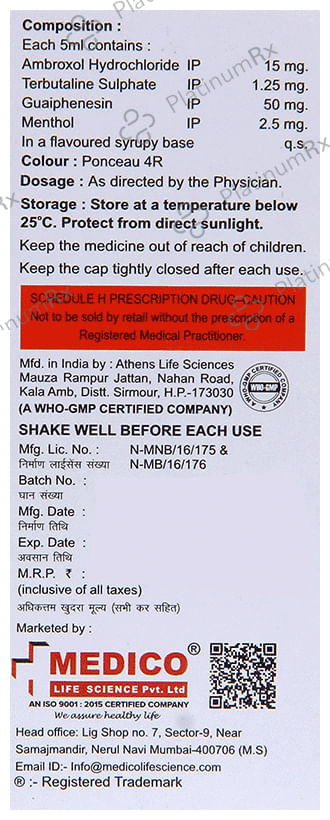 Composition :
Each 5ml contains :
Ambroxol Hydrochloride IP 15 mg.
Terbutaline Sulphate IP 1.25 mg.
Guaiphenesin IP 50 mg.
Menthol IP 2.5 mg.
In a flavoured syrupy base q.s.
Colour : Ponceau 4R
Dosage : As directed by the Physician.
Storage : Store at a temperature below
25°C. Protect from direct sunlight.
Keep the medicine out of reach of children.
Keep the cap tightly closed after each use.
SCHEDULE H PRESCRIPTION DRUG–CAUTION
Not to be sold by retail without the prescription of a
Registered Medical Practitioner.
Mfd. in India by : Athens Life Sciences
Mauza Rampur Jattan, Nahan Road,
Kala Amb, Distt. Sirmour, H.P.-173030
(A WHO-GMP CERTIFIED COMPANY)
A WHO-GMP CERTIFIED COMPANY
WHO-GMP
SHAKE WELL BEFORE EACH USE
Mfg. Lic. No. : N-MNB/16/175 &
निर्माण लाईसेंस संख्या N-MB/16/176
Batch No. :
घान संख्या
Mfg. Date :
निर्माण तिथि
Exp. Date :
अवसान तिथि
M.R.P. ₹ :
(inclusive of all taxes)
अधिकतम खुदरा मूल्य (सभी कर सहित)
Marketed by :
MEDICO ®
LIFE SCIENCE Pvt. Ltd
AN ISO 9001 : 2015 CERTIFIED COMPANY
We assure healthy life
Head office: Lig Shop no. 7, Sector-9, Near
Samajmandir, Nerul Navi Mumbai-400706 (M.S)
Email ID:- Info@medicolifescience.com
® :- Registered Trademark
PlatinumRx